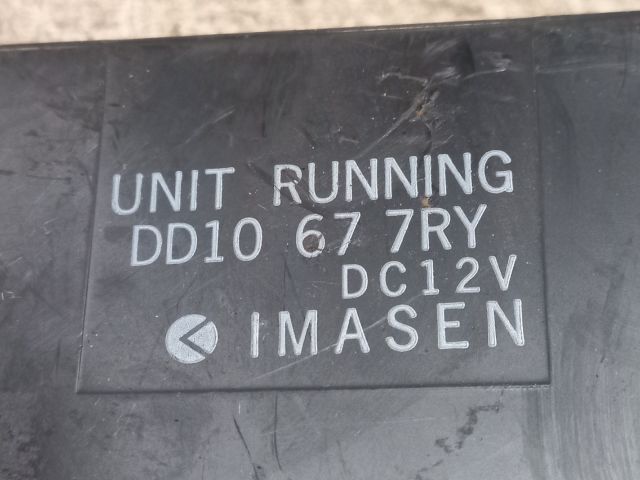 UNIT RUNNING
DD10 67 7RY
DC12V
IMASEN